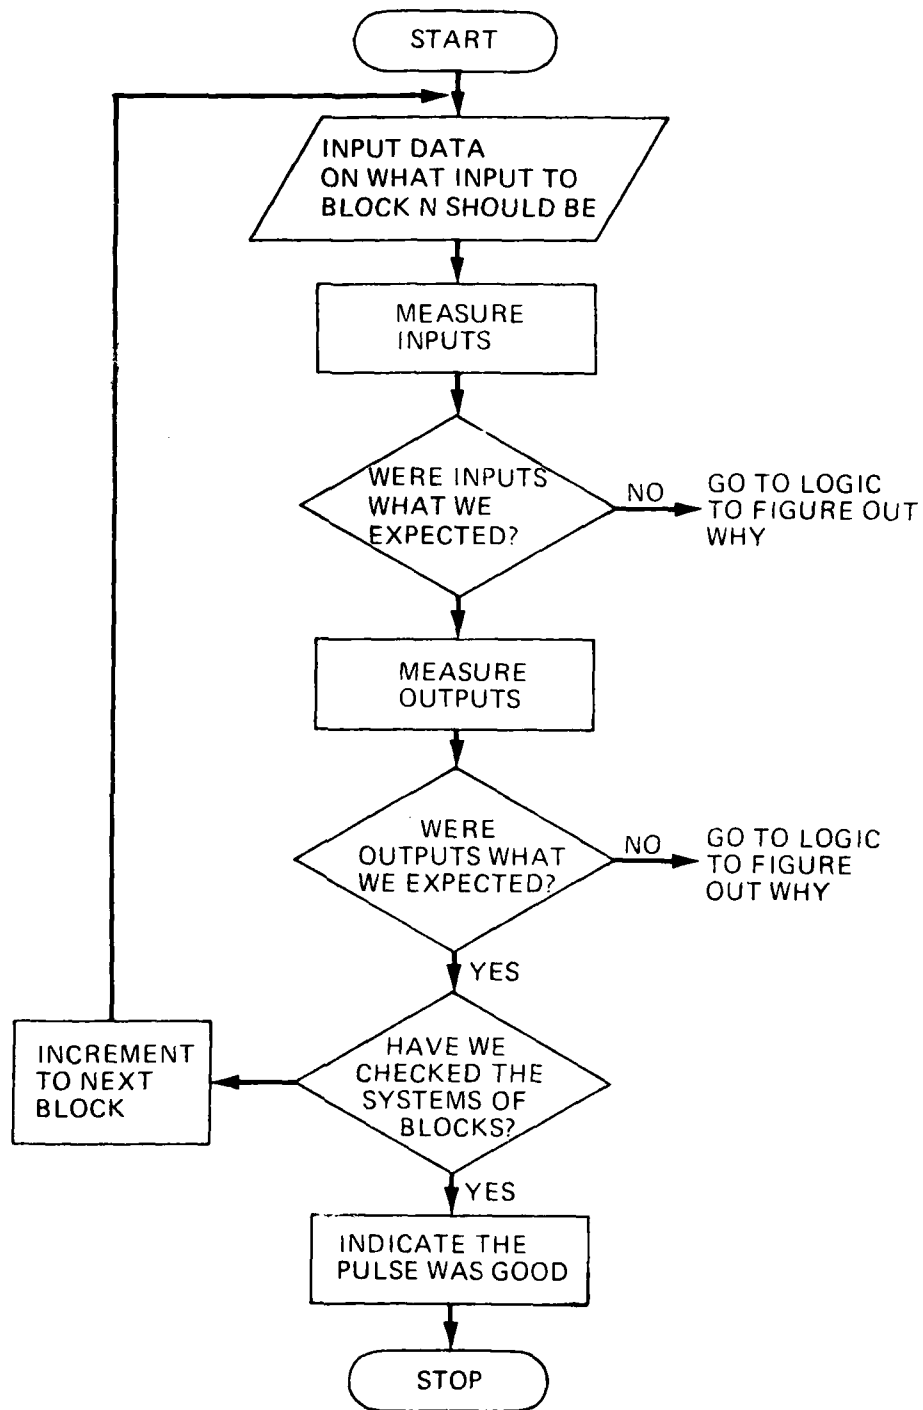 START
INPUT DATA
ON WHAT INPUT TO
BLOCK N SHOULD BE
MEASURE
INPUTS
WERE INPUTS
WHAT WE
EXPECTED?
NO
GO TO LOGIC
TO FIGURE OUT
WHY
MEASURE
OUTPUTS
WERE
OUTPUTS WHAT
WE EXPECTED?
NO
GO TO LOGIC
TO FIGURE
OUT WHY
YES
HAVE WE
CHECKED THE
SYSTEMS OF
BLOCKS?
INCREMENT
TO NEXT
BLOCK
YES
INDICATE THE
PULSE WAS GOOD
STOP